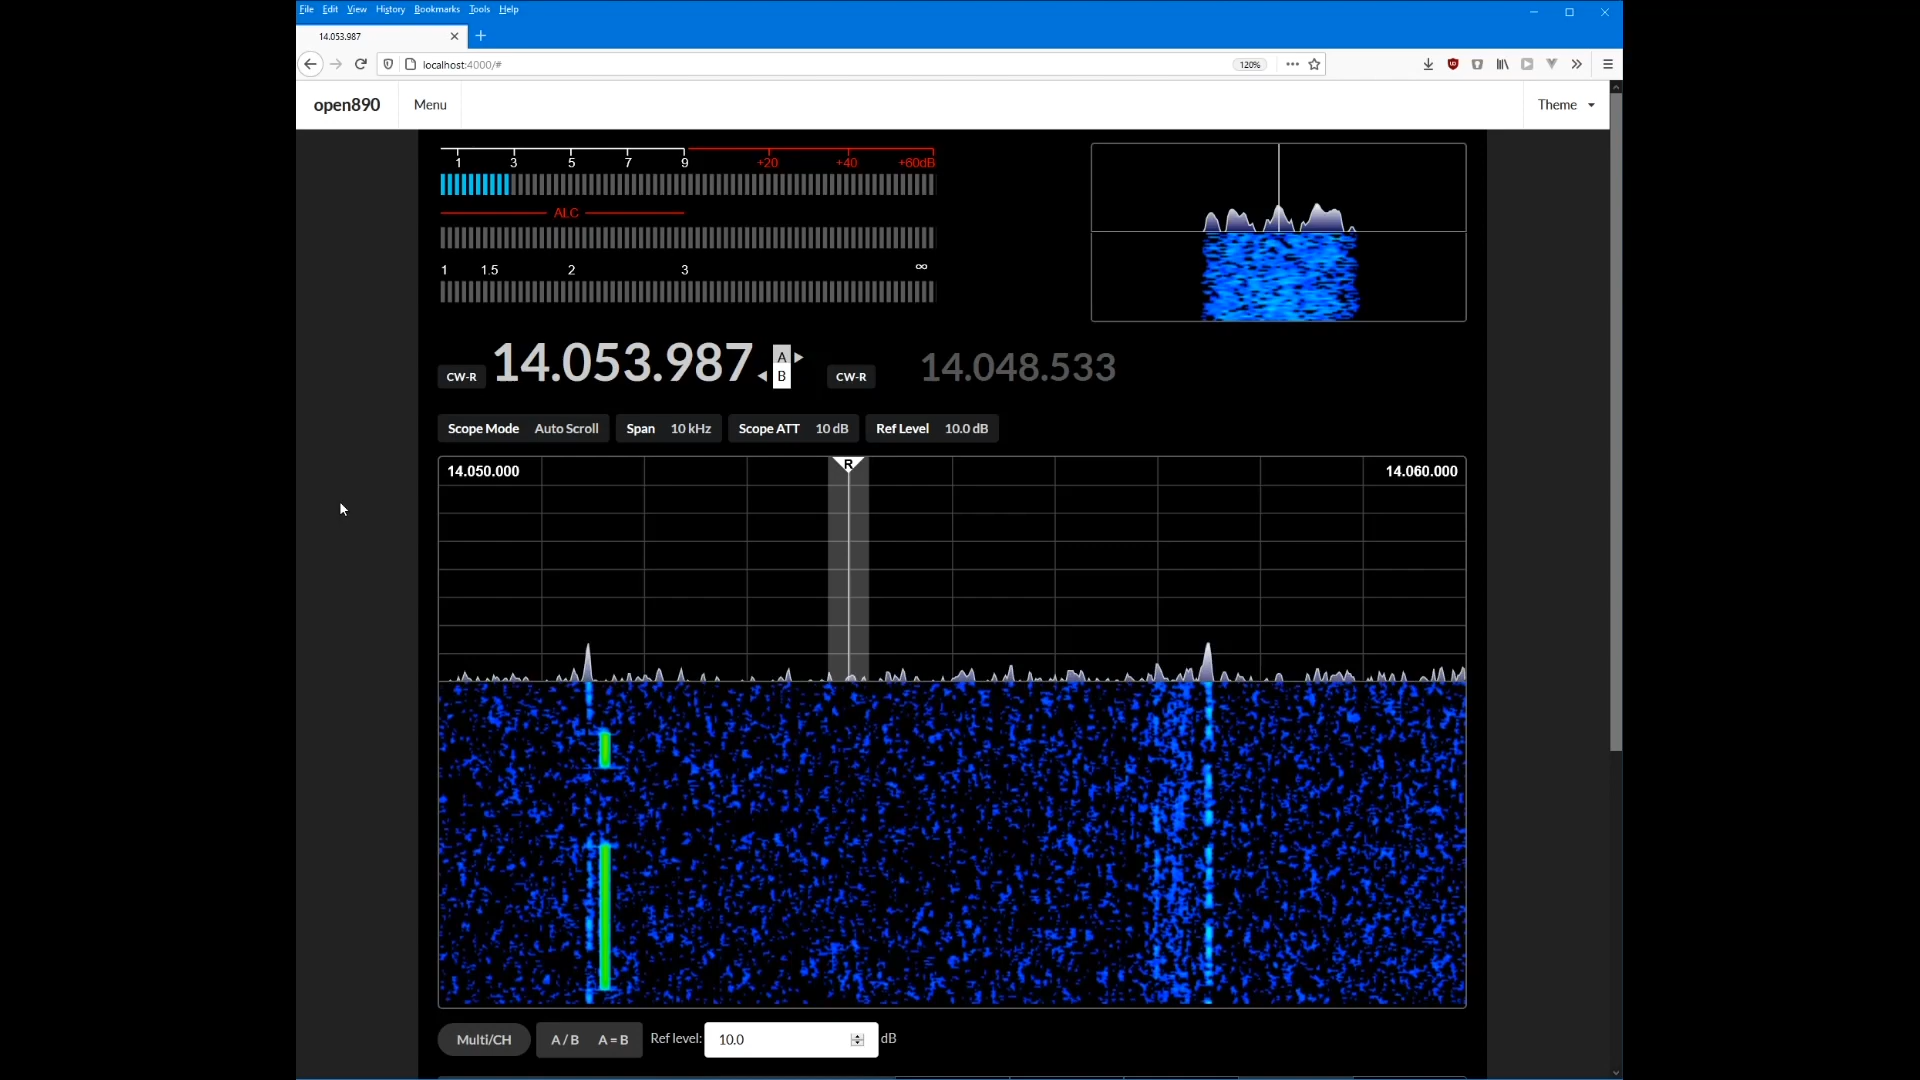 File Edit View History Bookmarks Tools Help
14.053.987
localhost:4000/#
120%
open890
Menu
Theme
1 3 5 7 9 +20 +40 +60dB
ALC
1 1.5 2 3 ∞
CW-R 14.053.987 A B CW-R 14.048.533
Scope Mode Auto Scroll Span 10 kHz Scope ATT 10 dB Ref Level 10.0 dB
14.050.000 R 14.060.000
Multi/CH A / B A = B Ref level: 10.0 dB